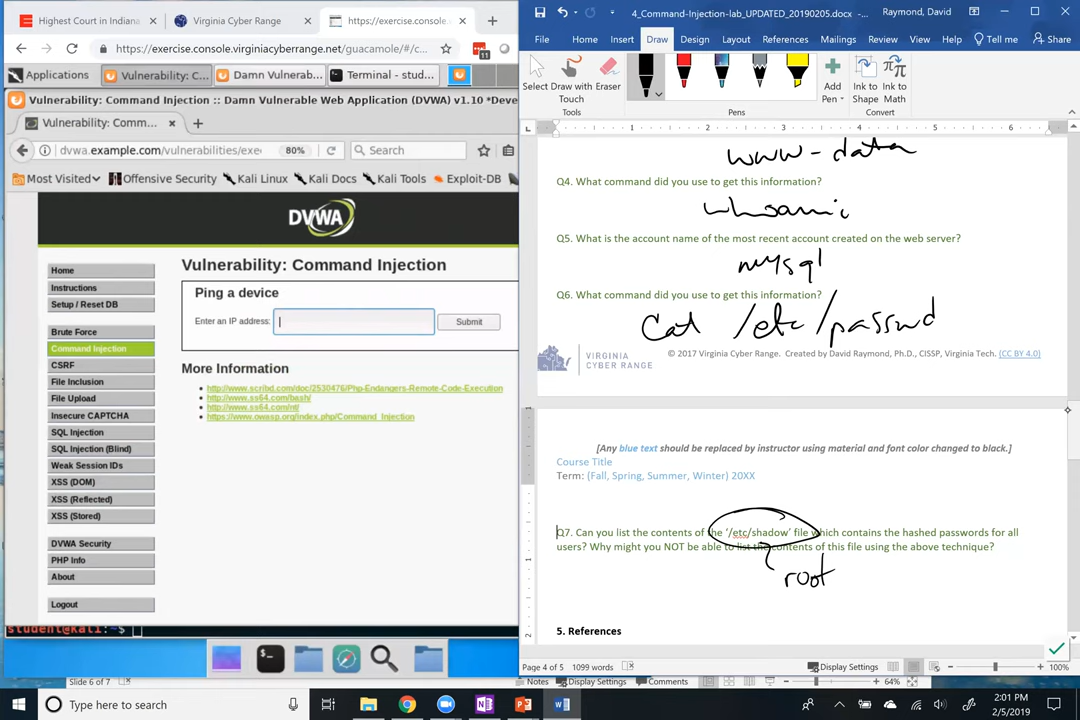 Highest Court in Indiana
Virginia Cyber Range
https://exercise.console
https://exercise.console.virginiacyberrange.net/guacamole/#/c...
Applications
Vulnerability: C...
Damn Vulnerab...
Terminal - stud...
Vulnerability: Command Injection :: Damn Vulnerable Web Application (DVWA) v1.10 *Deve
Vulnerability: Comm...
dvwa.example.com/vulnerabilities/exec
80%
Search
Most Visited
Offensive Security
Kali Linux
Kali Docs
Kali Tools
Exploit-DB
DVWA
Home
Instructions
Setup / Reset DB
Brute Force
Command Injection
CSRF
File Inclusion
File Upload
Insecure CAPTCHA
SQL Injection
SQL Injection (Blind)
Weak Session IDs
XSS (DOM)
XSS (Reflected)
XSS (Stored)
DVWA Security
PHP Info
About
Logout
Vulnerability: Command Injection
Ping a device
Enter an IP address:
Submit
More Information
http://www.scribd.com/doc/2530476/Php-Endangers-Remote-Code-Execution
http://www.ss64.com/bash/
http://www.ss64.com/nt/
https://www.owasp.org/index.php/Command_Injection
student@kali:~$
Slide 6 of 7
4_Command-Injection-lab_UPDATED_20190205.docx -...
Raymond, David
File
Home
Insert
Draw
Design
Layout
References
Mailings
Review
View
Help
Tell me
Share
Select
Draw with Touch
Eraser
Add Pen
Ink to Shape
Ink to Math
Tools
Pens
Convert
1 2 3 4 5 6
www-data
Q4. What command did you use to get this information?
whoami
Q5. What is the account name of the most recent account created on the web server?
mysql
Q6. What command did you use to get this information?
cat /etc/passwd
VIRGINIA
CYBER RANGE
© 2017 Virginia Cyber Range. Created by David Raymond, Ph.D., CISSP, Virginia Tech. (CC BY 4.0)
[Any blue text should be replaced by instructor using material and font color changed to black.]
Course Title
Term: (Fall, Spring, Summer, Winter) 20XX
Q7. Can you list the contents of the '/etc/shadow' file which contains the hashed passwords for all
users? Why might you NOT be able to list the contents of this file using the above technique?
root
5. References
Page 4 of 5
1099 words
Display Settings
100%
Notes
Display Settings
Comments
64%
Type here to search
2:01 PM
2/5/2019